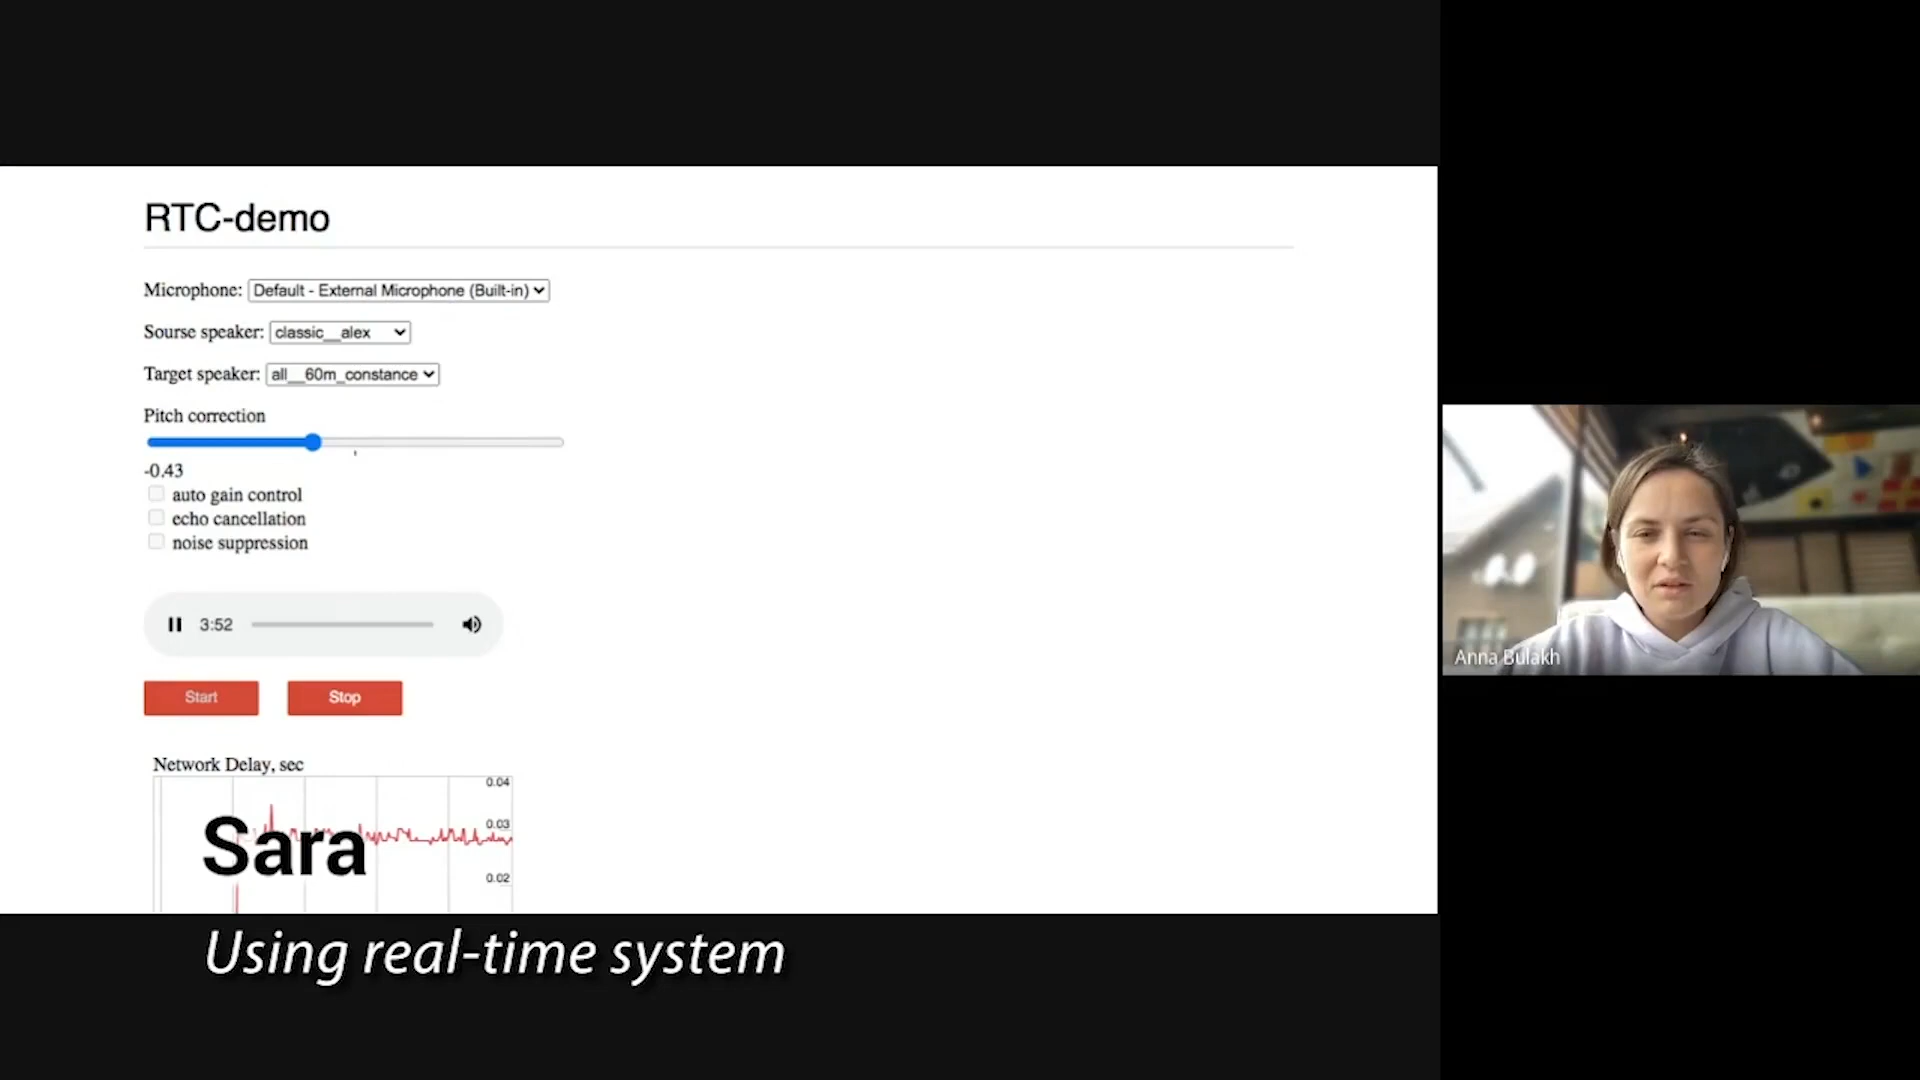 RTC-demo
Microphone: Default - External Microphone (Built-in)
Sourse speaker: classic__alex
Target speaker: all__60m_constance
Pitch correction
-0.43
auto gain control
echo cancellation
noise suppression
3:52
Start Stop
Network Delay, sec
0.04
0.03
0.02
Sara
Using real-time system
Anna Bulakh